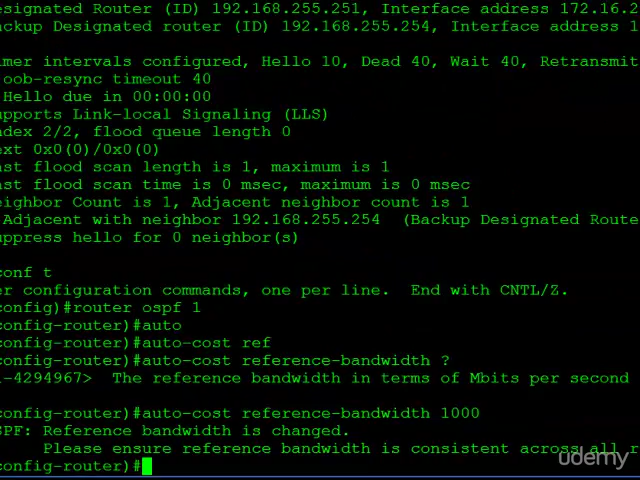 esignated Router (ID) 192.168.255.251, Interface address 172.16.2
ackup Designated router (ID) 192.168.255.254, Interface address 1
mer intervals configured, Hello 10, Dead 40, Wait 40, Retransmit
oob-resync timeout 40
Hello due in 00:00:00
upports Link-local Signaling (LLS)
ndex 2/2, flood queue length 0
ext 0x0(0)/0x0(0)
ast flood scan length is 1, maximum is 1
ast flood scan time is 0 msec, maximum is 0 msec
eighbor Count is 1, Adjacent neighbor count is 1
Adjacent with neighbor 192.168.255.254  (Backup Designated Route
uppress hello for 0 neighbor(s)
conf t
er configuration commands, one per line.  End with CNTL/Z.
config)#router ospf 1
config-router)#auto
config-router)#auto-cost ref
config-router)#auto-cost reference-bandwidth ?
1-4294967>  The reference bandwidth in terms of Mbits per second
config-router)#auto-cost reference-bandwidth 1000
SPF: Reference bandwidth is changed.
Please ensure reference bandwidth is consistent across all r
config-router)#
udemy